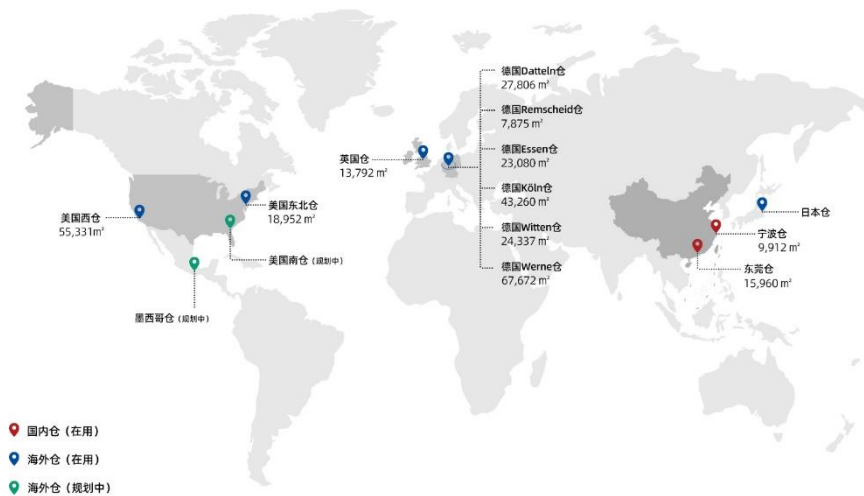 美国西仓
55,331㎡
美国东北仓
18,952 ㎡
美国南仓（规划中）
墨西哥仓（规划中）
英国仓
13,792 ㎡
德国Datteln仓
27,806 ㎡
德国Remscheid仓
7,875 ㎡
德国Essen仓
23,080 ㎡
德国Köln仓
43,260 ㎡
德国Witten仓
24,337 ㎡
德国Werne仓
67,672 ㎡
日本仓
宁波仓
9,912 ㎡
东莞仓
15,960 ㎡
国内仓（在用）
海外仓（在用）
海外仓（规划中）